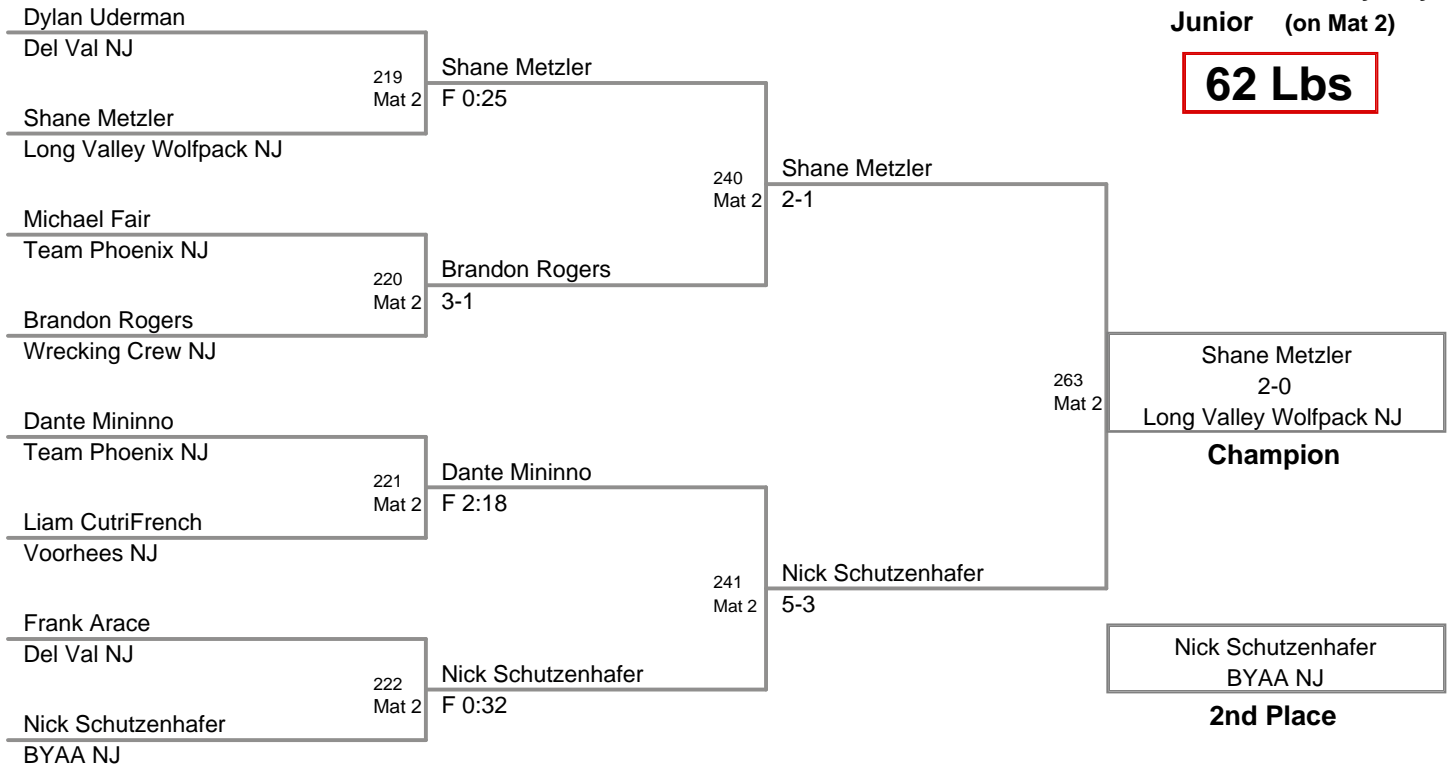 Junior (on Mat 2)
62 Lbs
Dylan Uderman
Del Val NJ
219
Mat 2
Shane Metzler
F 0:25
Shane Metzler
Long Valley Wolfpack NJ
240
Mat 2
Shane Metzler
2-1
Michael Fair
Team Phoenix NJ
220
Mat 2
Brandon Rogers
3-1
Brandon Rogers
Wrecking Crew NJ
263
Mat 2
Shane Metzler
2-0
Long Valley Wolfpack NJ
Champion
Dante Mininno
Team Phoenix NJ
221
Mat 2
Dante Mininno
F 2:18
Liam CutriFrench
Voorhees NJ
241
Mat 2
Nick Schutzenhafer
5-3
Frank Arace
Del Val NJ
222
Mat 2
Nick Schutzenhafer
F 0:32
Nick Schutzenhafer
BYAA NJ
Nick Schutzenhafer
BYAA NJ
2nd Place